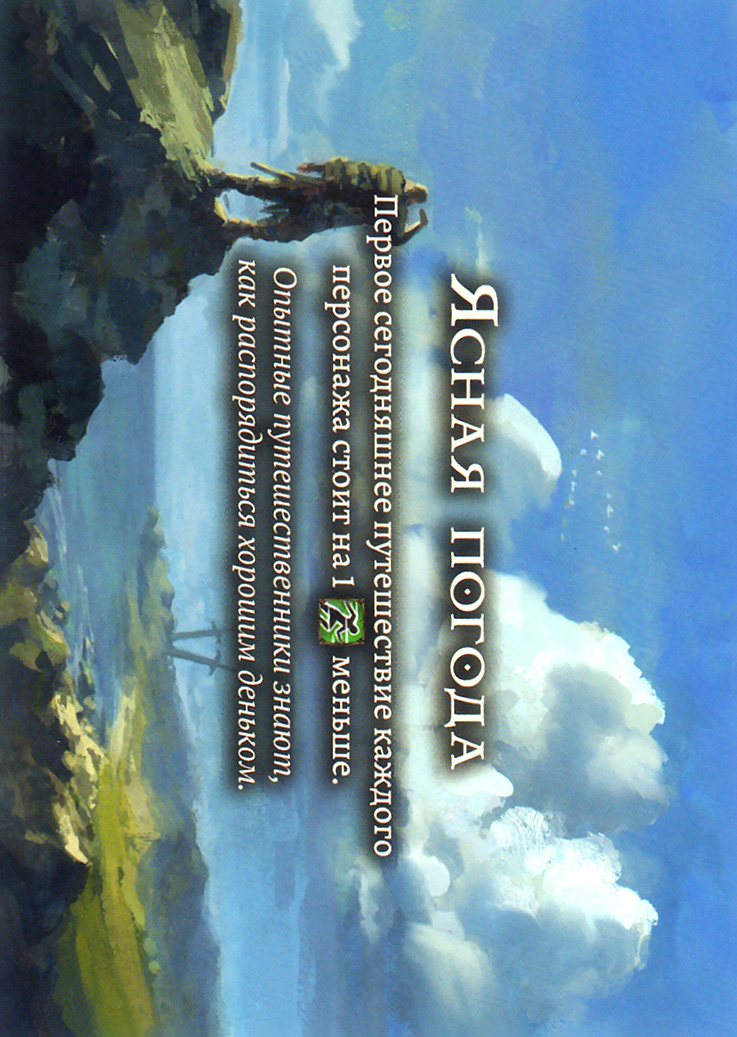 Ясная погода
Первое сегодняшнее путешествие каждого
персонажа стоит на 1 меньше.
Опытные путешественники знают,
как распорядиться хорошим деньком.